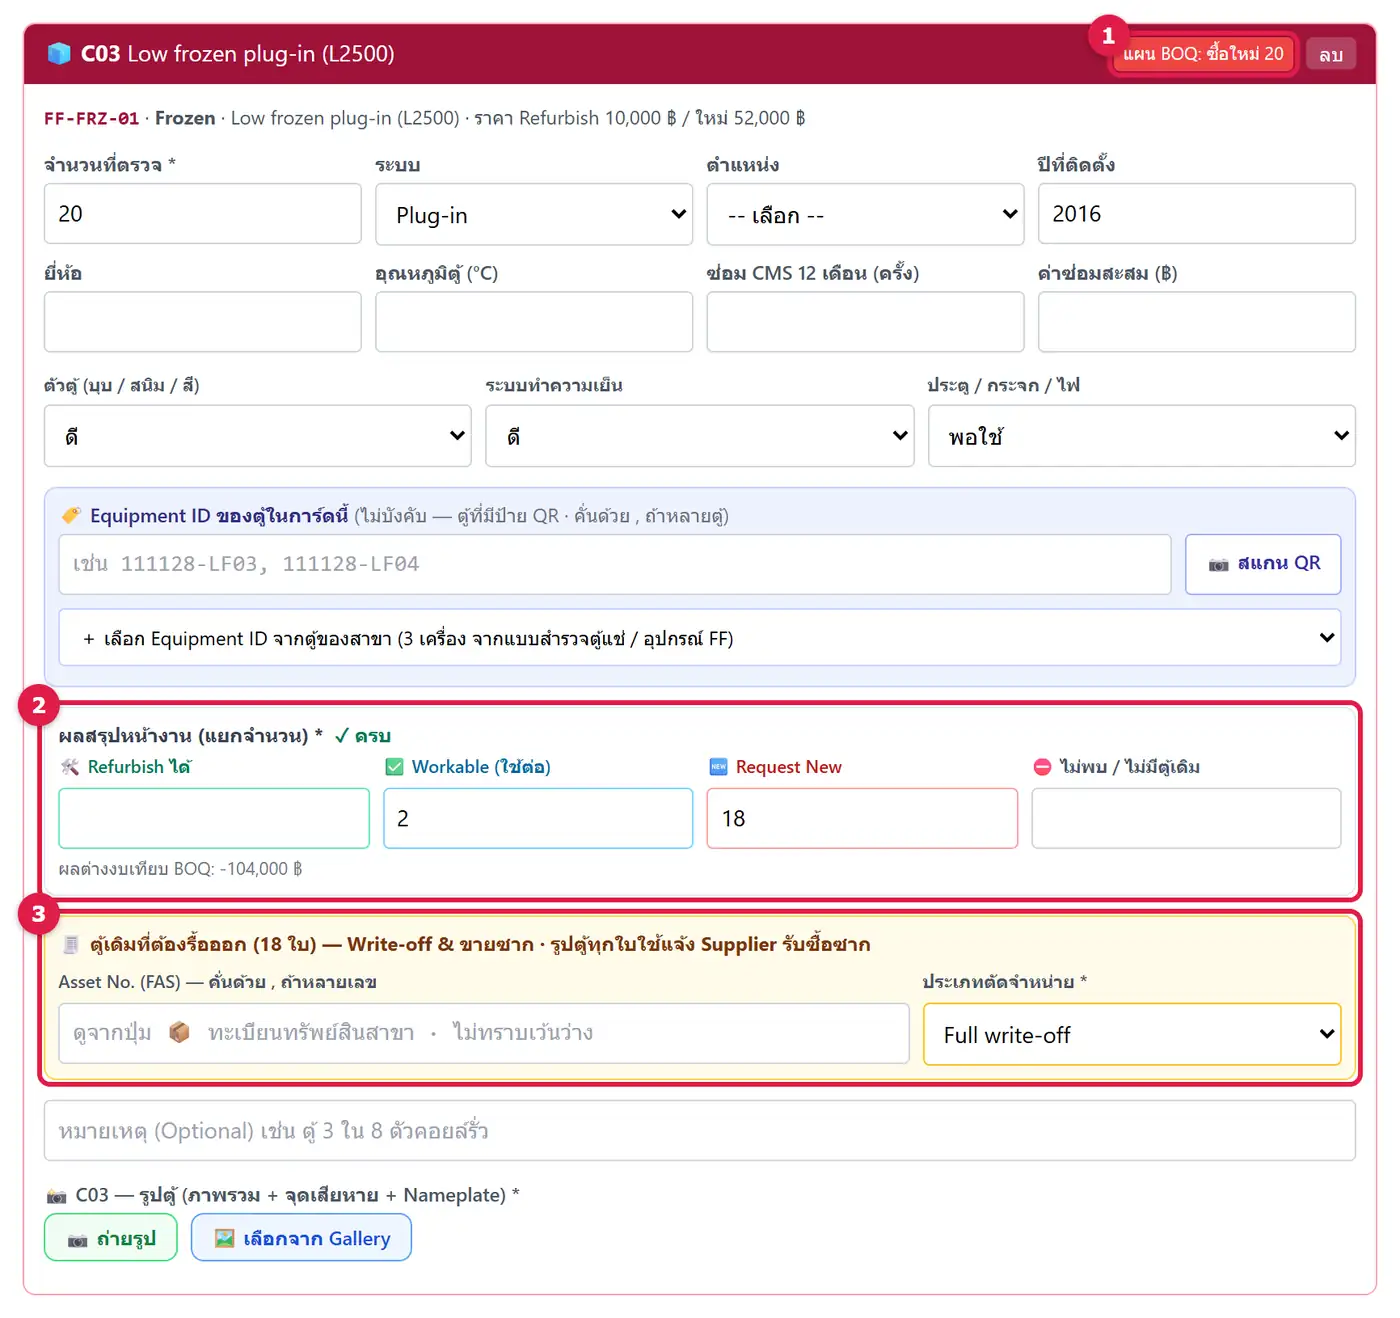 C03 Low frozen plug-in (L2500)
1
แผน BOQ: ซื้อใหม่ 20
ลบ
FF-FRZ-01 · Frozen · Low frozen plug-in (L2500) · ราคา Refurbish 10,000 ฿ / ใหม่ 52,000 ฿
จำนวนที่ตรวจ *
ระบบ
ตำแหน่ง
ปีที่ติดตั้ง
20
Plug-in
-- เลือก --
2016
ยี่ห้อ
อุณหภูมิตู้ (°C)
ซ่อม CMS 12 เดือน (ครั้ง)
ค่าซ่อมสะสม (฿)
ตัวตู้ (บุบ / สนิม / สี)
ระบบทำความเย็น
ประตู / กระจก / ไฟ
ดี
ดี
พอใช้
Equipment ID ของตู้ในการ์ดนี้ (ไม่บังคับ — ตู้ที่มีป้าย QR · คั่นด้วย , ถ้าหลายตู้)
เช่น 111128-LF03, 111128-LF04
สแกน QR
+ เลือก Equipment ID จากตู้ของสาขา (3 เครื่อง จากแบบสำรวจตู้แช่ / อุปกรณ์ FF)
2
ผลสรุปหน้างาน (แยกจำนวน) * ✓ ครบ
Refurbish ได้
Workable (ใช้ต่อ)
NEW Request New
ไม่พบ / ไม่มีตู้เดิม
2
18
ผลต่างงบเทียบ BOQ: -104,000 ฿
3
ตู้เดิมที่ต้องรื้อออก (18 ใบ) — Write-off & ขายซาก · รูปตู้ทุกใบใช้แจ้ง Supplier รับซื้อซาก
Asset No. (FAS) — คั่นด้วย , ถ้าหลายเลข
ประเภทตัดจำหน่าย *
ดูจากปุ่ม ทะเบียนทรัพย์สินสาขา · ไม่ทราบเว้นว่าง
Full write-off
หมายเหตุ (Optional) เช่น ตู้ 3 ใน 8 ตัวคอยล์รั่ว
C03 — รูปตู้ (ภาพรวม + จุดเสียหาย + Nameplate) *
ถ่ายรูป
เลือกจาก Gallery